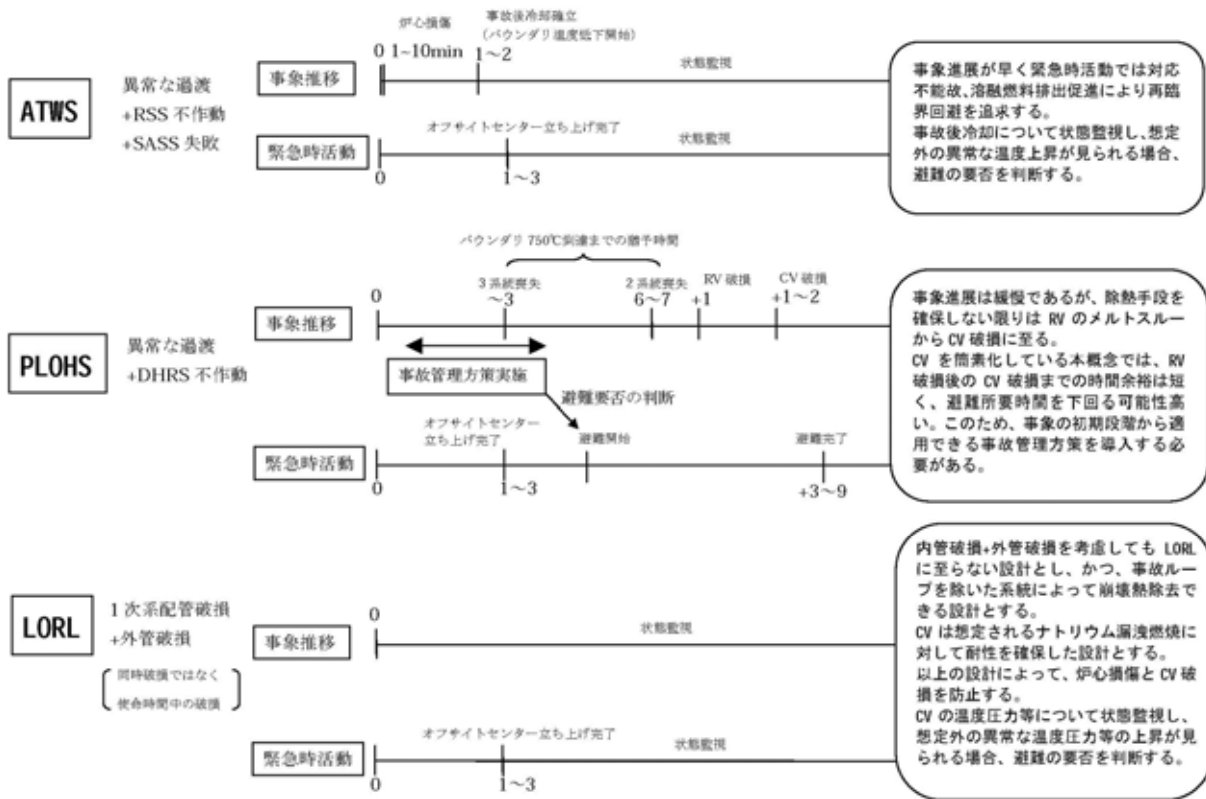 ATWS
異常な過渡
+RSS 不作動
+SASS 失敗
事象推移
0
炉心損傷
1~10min
事故後冷却確立
(バウンダリ温度低下開始)
1～2
状態監視
緊急時活動
0
オフサイトセンター立ち上げ完了
1～3
状態監視
事象進展が早く緊急時活動では対応
不能故、溶融燃料排出促進により再臨
界回避を追求する。
事故後冷却について状態監視し、想定
外の異常な温度上昇が見られる場合、
避難の要否を判断する。
PLOHS
異常な過渡
+DHRS 不作動
バウンダリ 750℃到達までの猶予時間
事象推移
0
3 系統喪失
～3
2 系統喪失
6～7
RV 破損
+1
CV 破損
+1～2
事故管理方策実施
避難要否の判断
緊急時活動
0
オフサイトセンター
立ち上げ完了
1～3
避難開始
避難完了
+3～9
事象進展は緩慢であるが、除熱手段を
確保しない限りは RV のメルトスルー
から CV 破損に至る。
CV を簡素化している本概念では、RV
破損後の CV 破損までの時間余裕は短
く、避難所要時間を下回る可能性高
い。このため、事象の初期段階から適
用できる事故管理方策を導入する必
要がある。
LORL
1 次系配管破損
+外管破損
同時破損ではなく
使命時間中の破損
事象推移
0
状態監視
緊急時活動
0
オフサイトセンター立ち上げ完了
1～3
状態監視
内管破損+外管破損を考慮しても LORL
に至らない設計とし、かつ、事故ルー
プを除いた系統によって崩壊熱除去で
きる設計とする。
CV は想定されるナトリウム漏洩燃焼に
対して耐性を確保した設計とする。
以上の設計によって、炉心損傷と CV 破
損を防止する。
CV の温度圧力等について状態監視し、
想定外の異常な温度圧力等の上昇が見
られる場合、避難の要否を判断する。